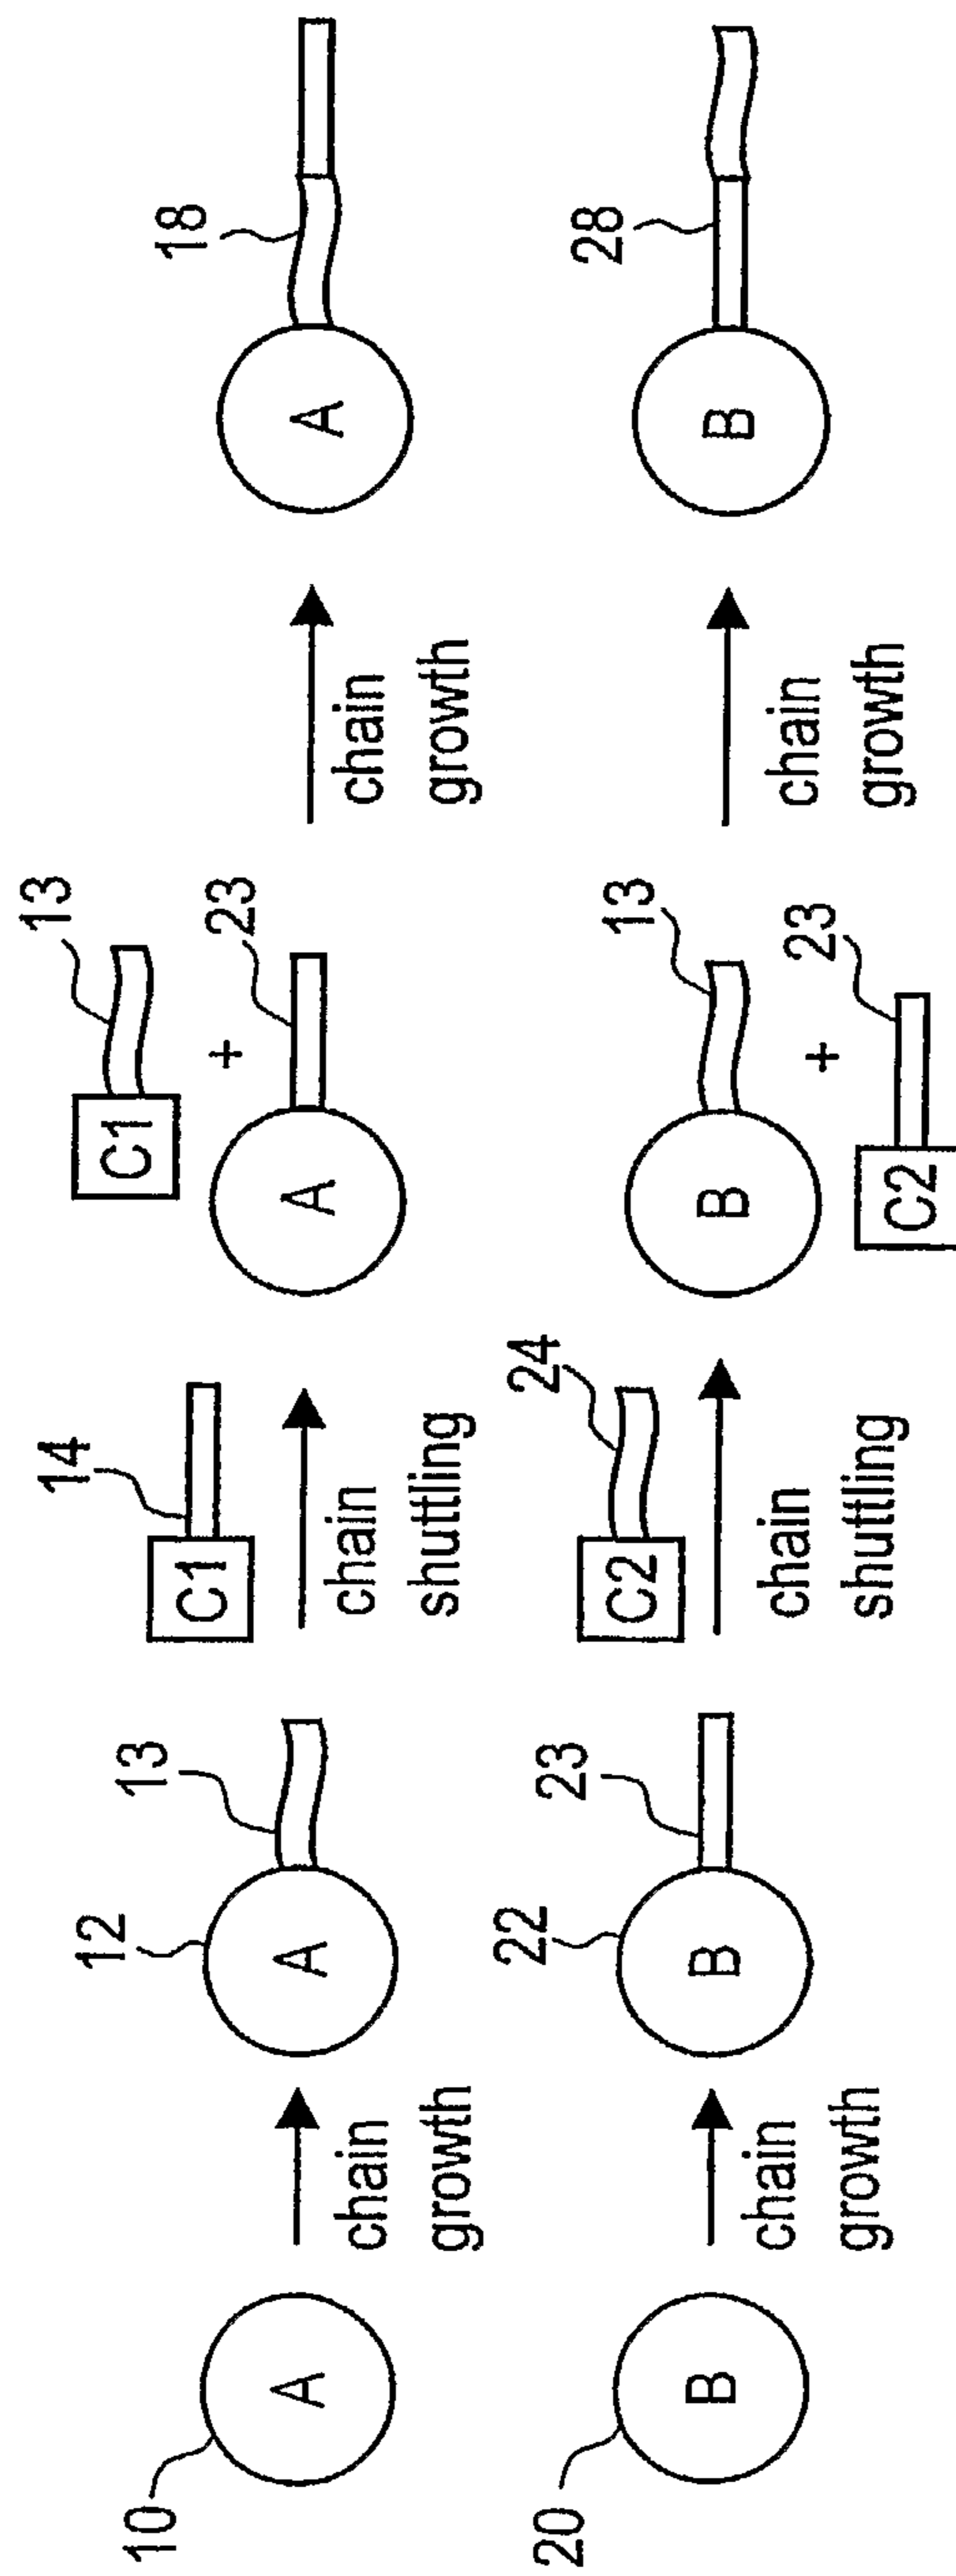 10
A
chain
growth
12
A
13
14
C1
chain
shuttling
13
C1
+
23
A
chain
growth
18
A
20
B
chain
growth
22
B
23
24
C2
chain
shuttling
13
B
+
23
C2
chain
growth
28
B